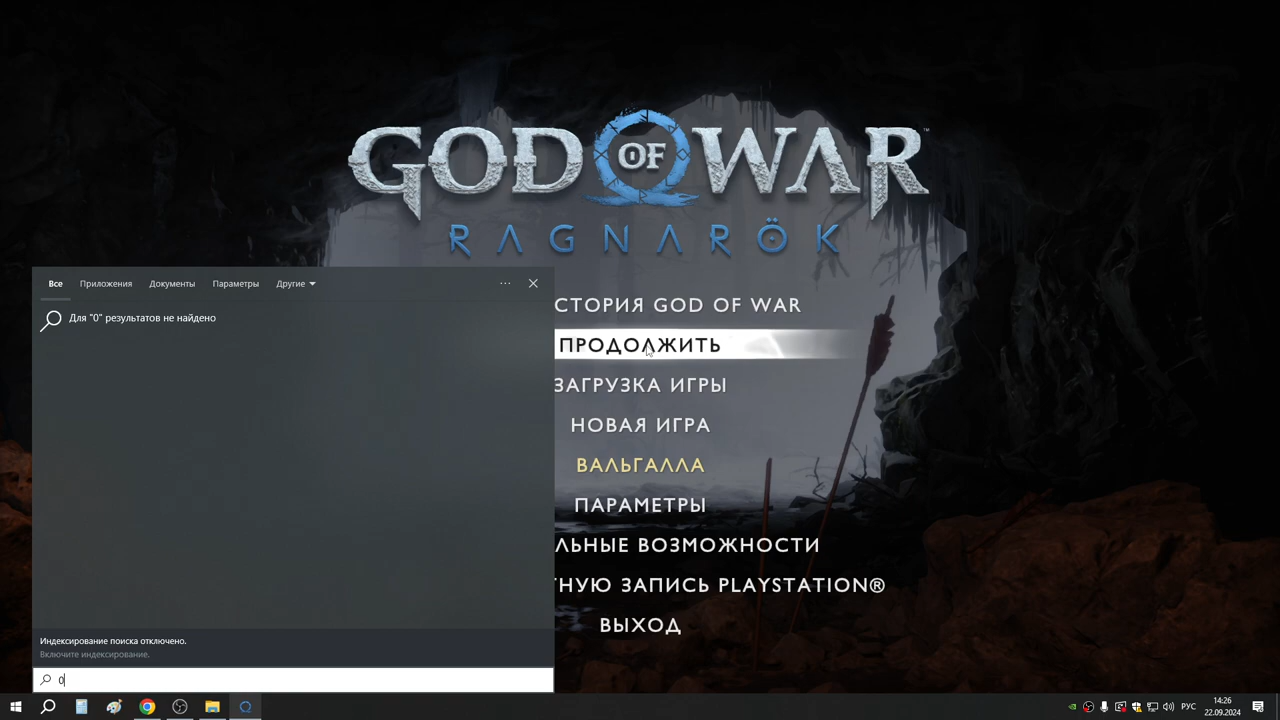 GOD OF WAR™
RAGNARÖK
Все Приложения Документы Параметры Другие
Для "0" результатов не найдено
Индексирование поиска отключено.
Включите индексирование.
0
СТОРИЯ GOD OF WAR
ПРОДОЛЖИТЬ
ЗАГРУЗКА ИГРЫ
НОВАЯ ИГРА
ВАЛЬГАЛЛА
ПАРАМЕТРЫ
ЛЬНЫЕ ВОЗМОЖНОСТИ
ТНУЮ ЗАПИСЬ PLAYSTATION®
ВЫХОД
РУС
14:26
22.09.2024